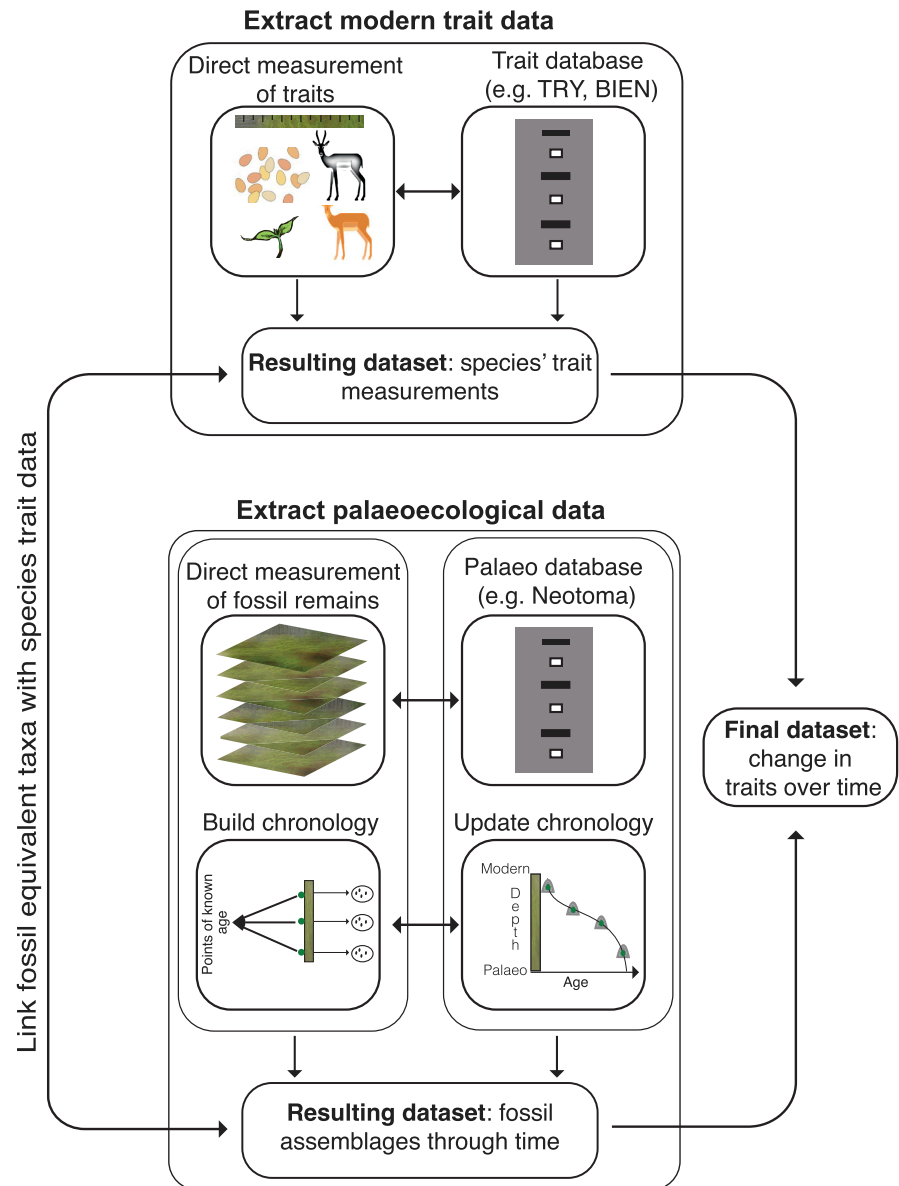 Extract modern trait data
Direct measurement
of traits
Trait database
(e.g. TRY, BIEN)
Resulting dataset: species’ trait
measurements
Link fossil equivalent taxa with species trait data
Extract palaeoecological data
Direct measurement
of fossil remains
Palaeo database
(e.g. Neotoma)
Build chronology
Points of known
age
Update chronology
Modern
Depth
Palaeo
Age
Resulting dataset: fossil
assemblages through time
Final dataset:
change in
traits over time